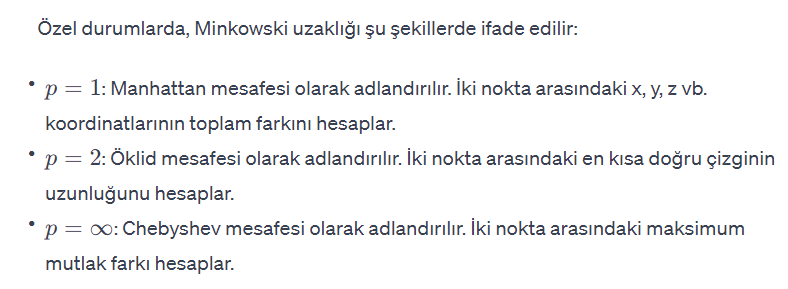 Özel durumlarda, Minkowski uzaklığı şu şekillerde ifade edilir:
• p = 1: Manhattan mesafesi olarak adlandırılır. İki nokta arasındaki x, y, z vb.
koordinatlarının toplam farkını hesaplar.
• p = 2: Öklid mesafesi olarak adlandırılır. İki nokta arasındaki en kısa doğru çizginin
uzunluğunu hesaplar.
• p = ∞: Chebyshev mesafesi olarak adlandırılır. İki nokta arasındaki maksimum
mutlak farkı hesaplar.